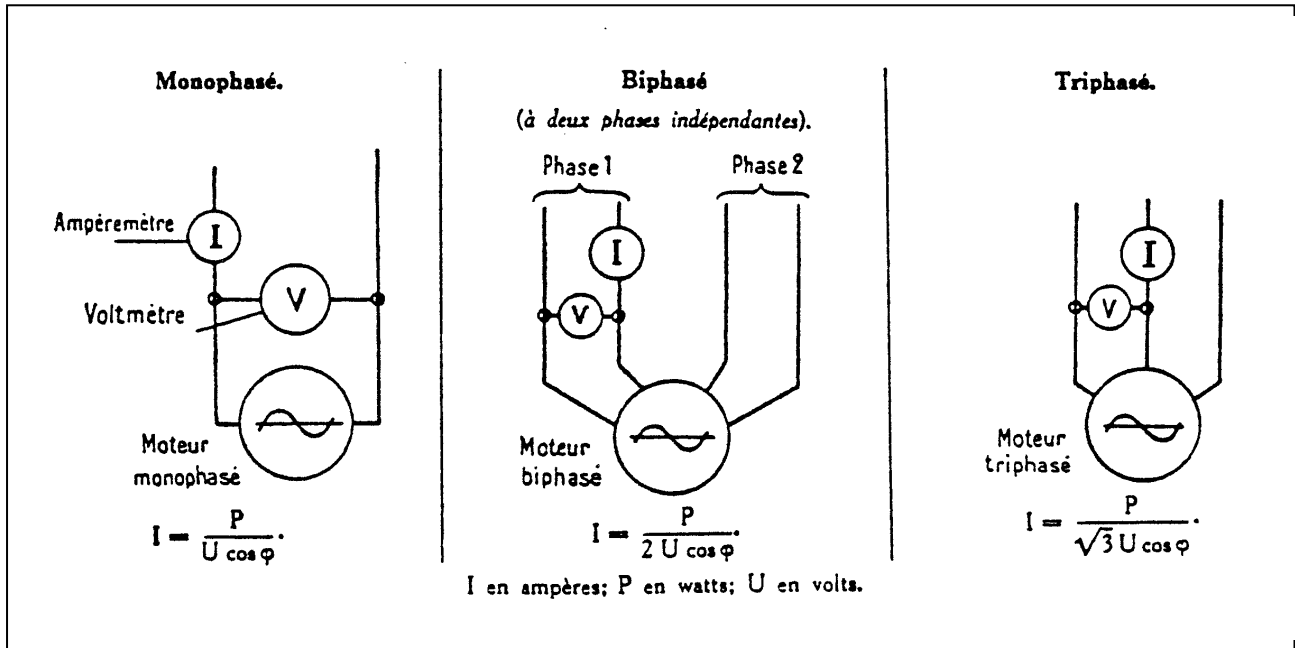 Monophasé.
Ampéremètre
I
V
Voltmètre
Moteur
monophasé
I = P / U cos φ.
Biphasé
(à deux phases indépendantes).
Phase 1
Phase 2
I
V
Moteur
biphasé
I = P / 2 U cos φ.
Triphasé.
I
V
Moteur
triphasé
I = P / √3 U cos φ.
I en ampères; P en watts; U en volts.